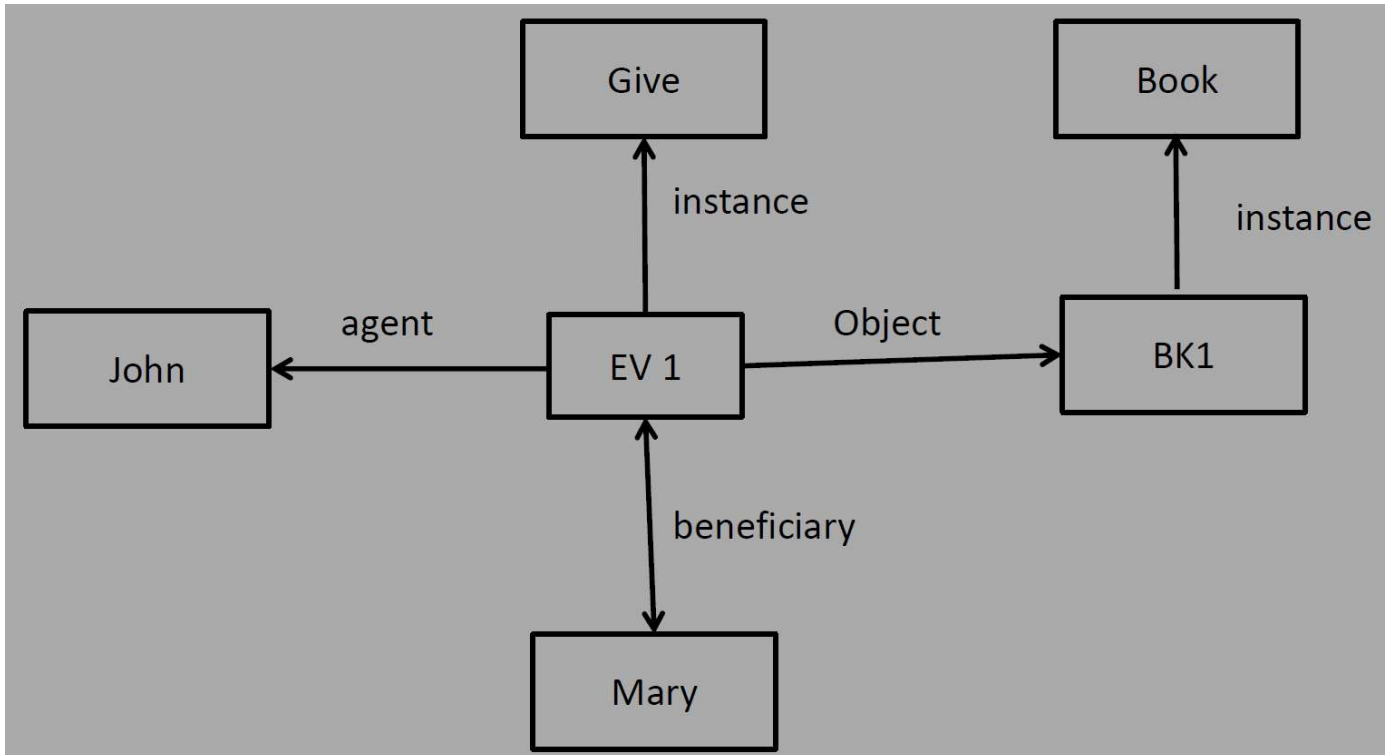 Give
Book
instance
instance
agent
Object
John
EV 1
BK1
beneficiary
Mary